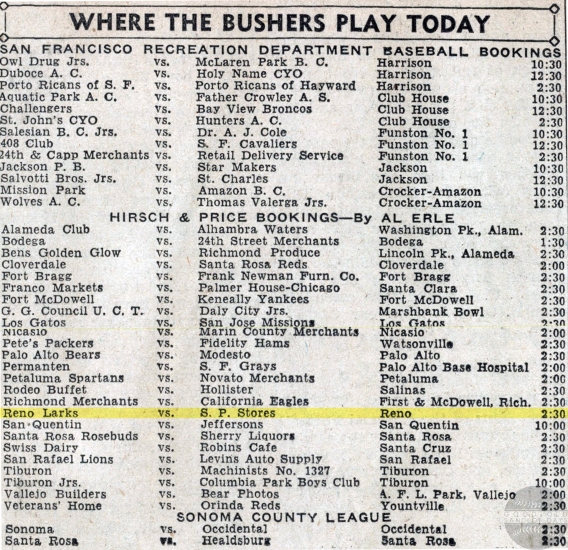 WHERE THE BUSHERS PLAY TODAY
SAN FRANCISCO RECREATION DEPARTMENT BASEBALL BOOKINGS
Owl Drug Jrs. vs. McLaren Park B. C. Harrison 10:30
Duboce A. C. vs. Holy Name CYO Harrison 12:30
Porto Ricans of S. F. vs. Porto Ricans of Hayward Harrison 2:30
Aquatic Park A. C. vs. Father Crowley A. S. Club House 10:30
Challengers vs. Bay View Broncos Club House 12:30
St. John's CYO vs. Hunters A. C. Club House 2:30
Salesian B. C. Jrs. vs. Dr. A. J. Cole Funston No. 1 10:30
408 Club vs. S. F. Cavaliers Funston No. 1 12:30
24th & Capp Merchants vs. Retail Delivery Service Funston No. 1 2:30
Jackson P. B. vs. Star Makers Jackson 10:30
Salvotti Bros. Jrs. vs. St. Charles Jackson 12:30
Mission Park vs. Amazon B. C. Crocker-Amazon 10:30
Wolves A. C. vs. Thomas Valerga Jrs. Crocker-Amazon 12:30
HIRSCH & PRICE BOOKINGS—By AL ERLE
Alameda Club vs. Alhambra Waters Washington Pk., Alam. 2:30
Bodega vs. 24th Street Merchants Bodega 1:30
Bens Golden Glow vs. Richmond Produce Lincoln Pk., Alameda 2:30
Cloverdale vs. Santa Rosa Reds Cloverdale 2:00
Fort Bragg vs. Frank Newman Furn. Co. Fort Bragg 2:30
Franco Markets vs. Palmer House-Chicago Santa Clara 2:30
Fort McDowell vs. Keneally Yankees Fort McDowell 2:30
G. G. Council U. C. T. vs. Daly City Jrs. Marshbank Bowl 2:30
Los Gatos vs. San Jose Missions Los Gatos 2:30
Nicasio vs. Marin County Merchants Nicasio 2:00
Pete's Packers vs. Fidelity Hams Watsonville 2:30
Palo Alto Bears vs. Modesto Palo Alto 2:30
Permanten vs. S. F. Grays Palo Alto Base Hospital 2:00
Petaluma Spartans vs. Novato Merchants Petaluma 2:00
Rodeo Buffet vs. Hollister Salinas 2:30
Richmond Merchants vs. California Eagles First & McDowell, Rich. 2:30
Reno Larks vs. S. P. Stores Reno 2:30
San Quentin vs. Jeffersons San Quentin 10:00
Santa Rosa Rosebuds vs. Sherry Liquors Santa Rosa 2:30
Swiss Dairy vs. Robins Cafe Santa Cruz 2:30
San Rafael Lions vs. Levins Auto Supply San Rafael 2:30
Tiburon vs. Machinists No. 1327 Tiburon 2:30
Tiburon Jrs. vs. Columbia Park Boys Club Tiburon 10:00
Vallejo Builders vs. Bear Photos A. F. L. Park, Vallejo 2:00
Veterans' Home vs. Orinda Reds Yountville 2:30
SONOMA COUNTY LEAGUE
Sonoma vs. Occidental Occidental 2:30
Santa Rosa vs. Healdsburg Santa Rosa 2:30